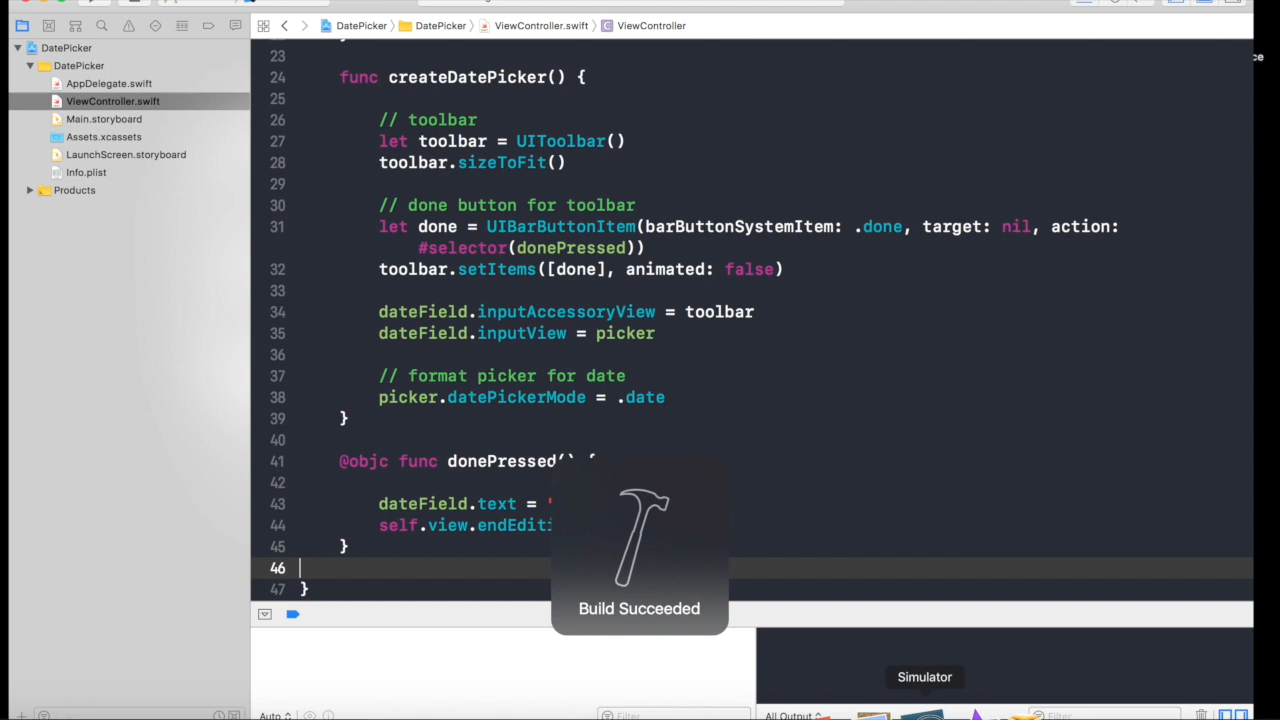 DatePicker
DatePicker
ViewController.swift
ViewController
DatePicker
DatePicker
AppDelegate.swift
ViewController.swift
Main.storyboard
Assets.xcassets
LaunchScreen.storyboard
Info.plist
Products
23
24 func createDatePicker() {
25
26 // toolbar
27 let toolbar = UIToolbar()
28 toolbar.sizeToFit()
29
30 // done button for toolbar
31 let done = UIBarButtonItem(barButtonSystemItem: .done, target: nil, action:
#selector(donePressed))
32 toolbar.setItems([done], animated: false)
33
34 dateField.inputAccessoryView = toolbar
35 dateField.inputView = picker
36
37 // format picker for date
38 picker.datePickerMode = .date
39 }
40
41 @objc func donePressed() {
42
43 dateField.text = "
44 self.view.endEditi
45 }
46
47 }
Build Succeeded
Simulator
Auto
Filter
All Output
Filter